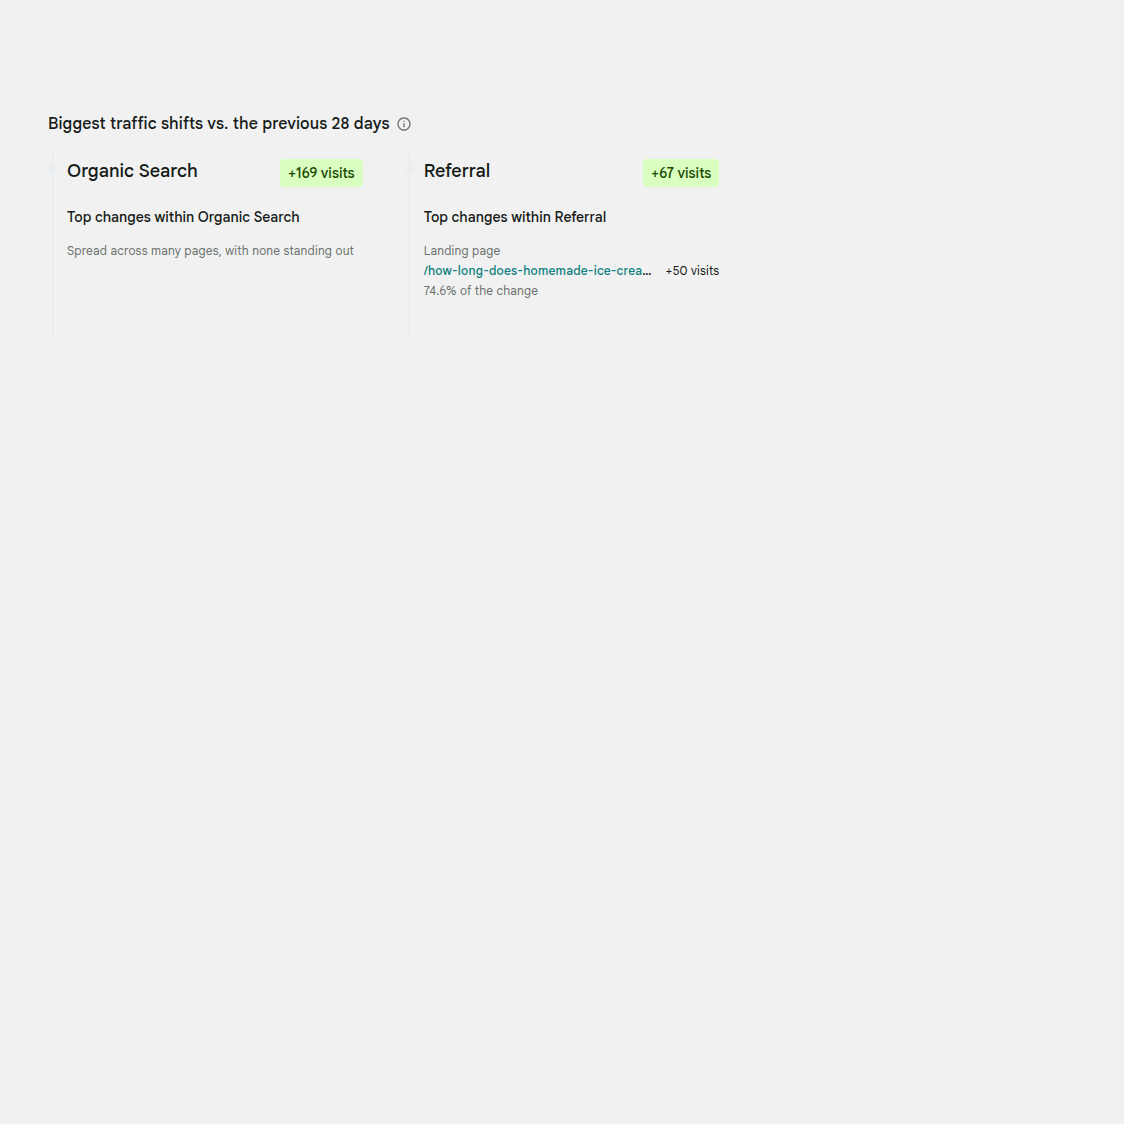 Biggest traffic shifts vs. the previous 28 days
Organic Search
+169 visits
Top changes within Organic Search
Spread across many pages, with none standing out
Referral
+67 visits
Top changes within Referral
Landing page
/how-long-does-homemade-ice-crea... +50 visits
74.6% of the change